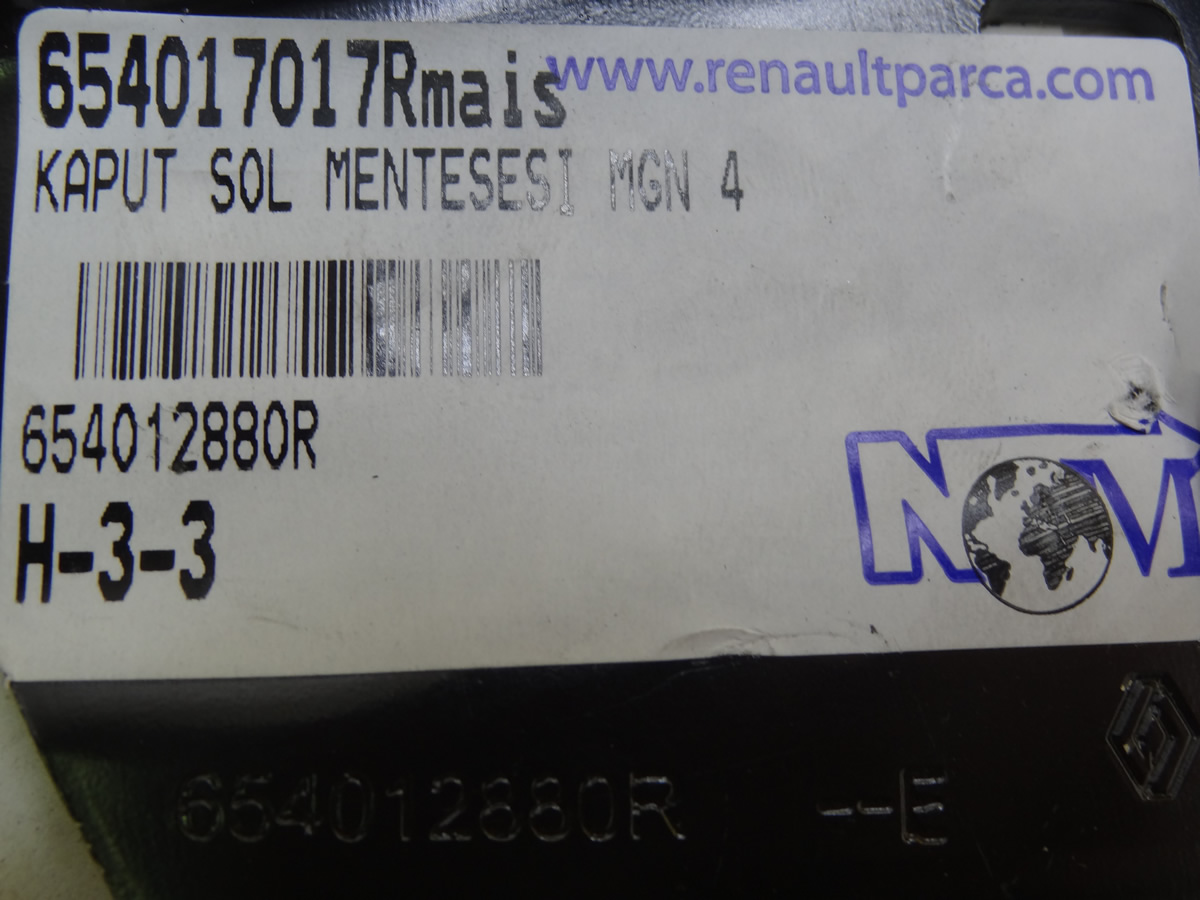 654017017Rmais
www.renaultparca.com
KAPUT SOL MENTESESI MGN 4
654012880R
H-3-3
654012880R --E